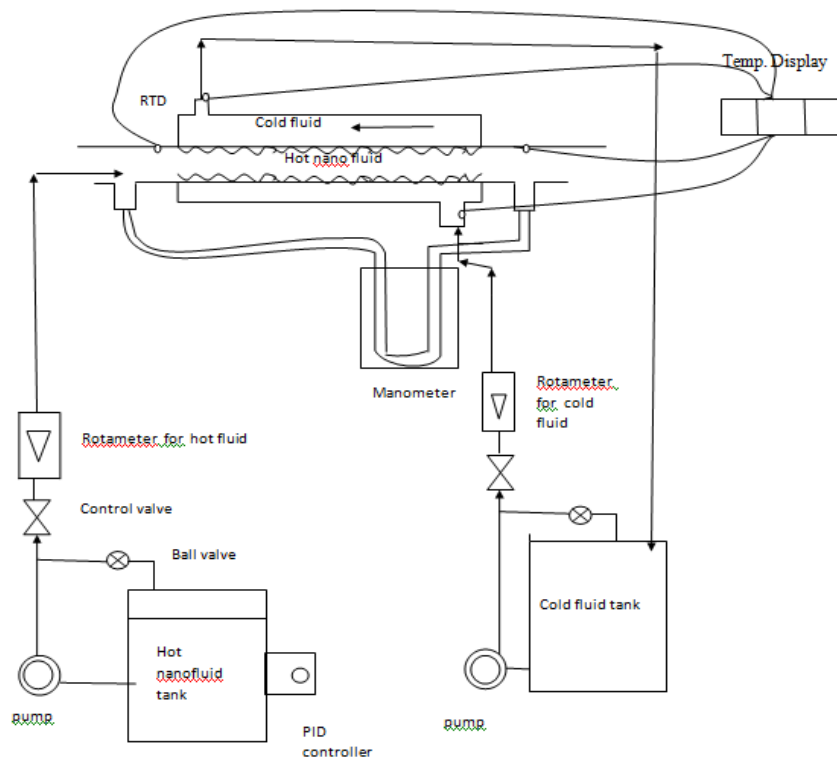 Temp. Display
RTD
Cold fluid
Hot nano fluid
Manometer
Rotameter
for cold
fluid
Rotameter for hot fluid
Control valve
Ball valve
Cold fluid tank
Hot
nanofluid
tank
pump
pump
PID
controller